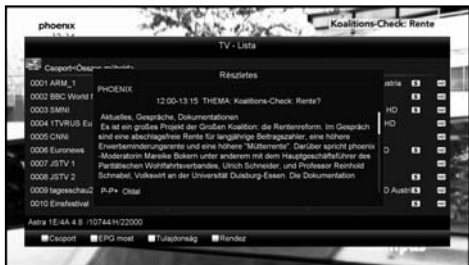 phoenix
Koalitions-Check: Rente
TV - Lista
Csoport<Összes
Részletes
0001 ARM_1
PHOENIX
ustria S
0002 BBC World
12:00-13:15 THEMA: Koalitions-Check: Rente?
S
0003 SMNI
Aktuelles, Gespräche, Dokumentationen
HD S
0004 1TVRUS Eu
Es ist ein großes Projekt der Großen Koalition: die Rentenreform. Im Gespräch
HD
0005 CNNi
sind eine abschlagsfreie Rente für langjährige Beitragszahler, eine höhere
0006 Euronews
Erwerbsminderungsrente und eine höhere "Mütterrente". Darüber spricht phoenix
D S
0007 JSTV 1
-Moderatorin Mareike Bokern unter anderem mit dem Hauptgeschäftsführer des
S
0008 JSTV 2
Paritätischen Wohlfahrtsverbandes, Ulrich Schneider, und Professor Reinhold
S
0009 tagesschau2
Schnabel, Volkswirt an der Universität Duisburg-Essen. Die Dokumentation
D Austri S
0010 Einsfestival
P-P+ Oldal
S
Astra 1E/4A 4.8 /10744/H/22000
Csoport EPG most Tulajdonság Rendez